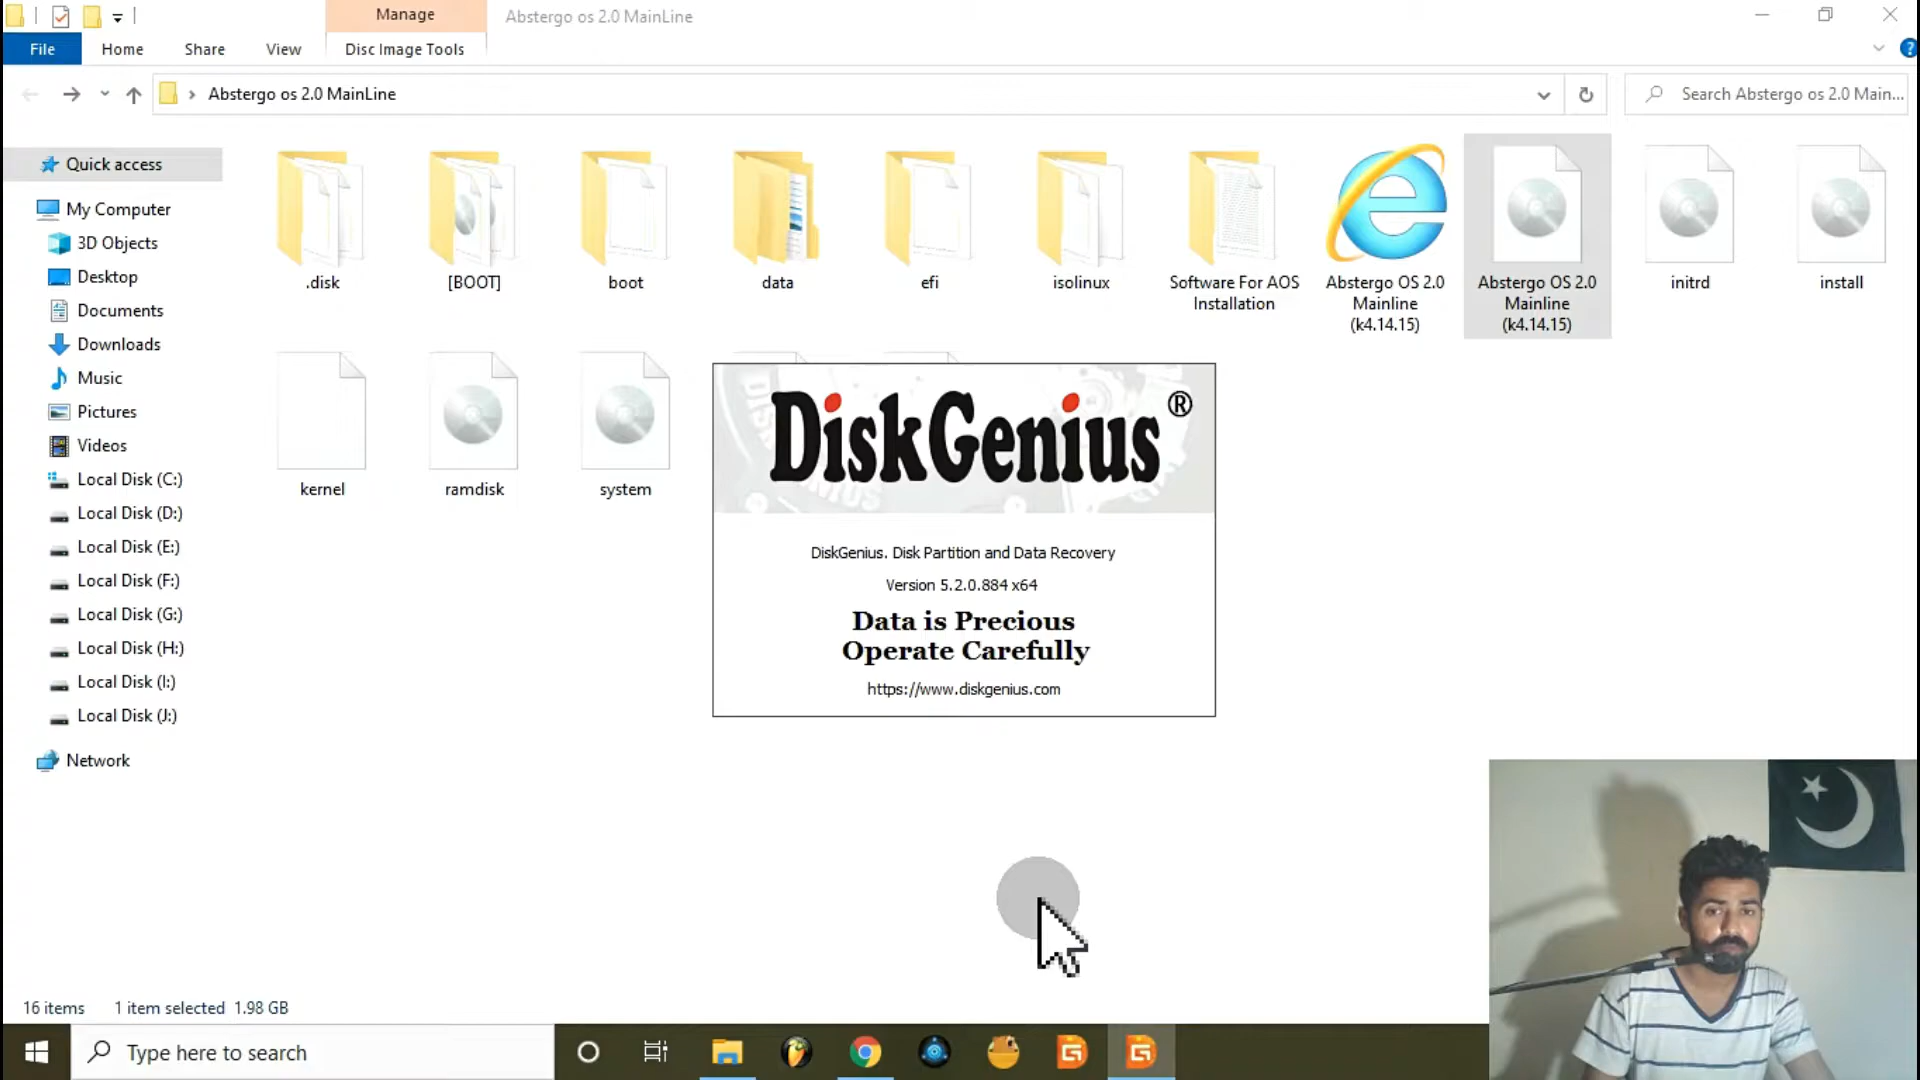 Manage
Abstergo os 2.0 MainLine
File
Home
Share
View
Disc Image Tools
?
Abstergo os 2.0 MainLine
Search Abstergo os 2.0 Main...
Quick access
My Computer
3D Objects
Desktop
Documents
Downloads
Music
Pictures
Videos
Local Disk (C:)
Local Disk (D:)
Local Disk (E:)
Local Disk (F:)
Local Disk (G:)
Local Disk (H:)
Local Disk (I:)
Local Disk (J:)
Network
.disk
[BOOT]
boot
data
efi
isolinux
Software For AOS
Installation
Abstergo OS 2.0
Mainline
(k4.14.15)
Abstergo OS 2.0
Mainline
(k4.14.15)
initrd
install
kernel
ramdisk
system
DiskGenius®
DiskGenius. Disk Partition and Data Recovery
Version 5.2.0.884 x64
Data is Precious
Operate Carefully
https://www.diskgenius.com
16 items
1 item selected 1.98 GB
Type here to search